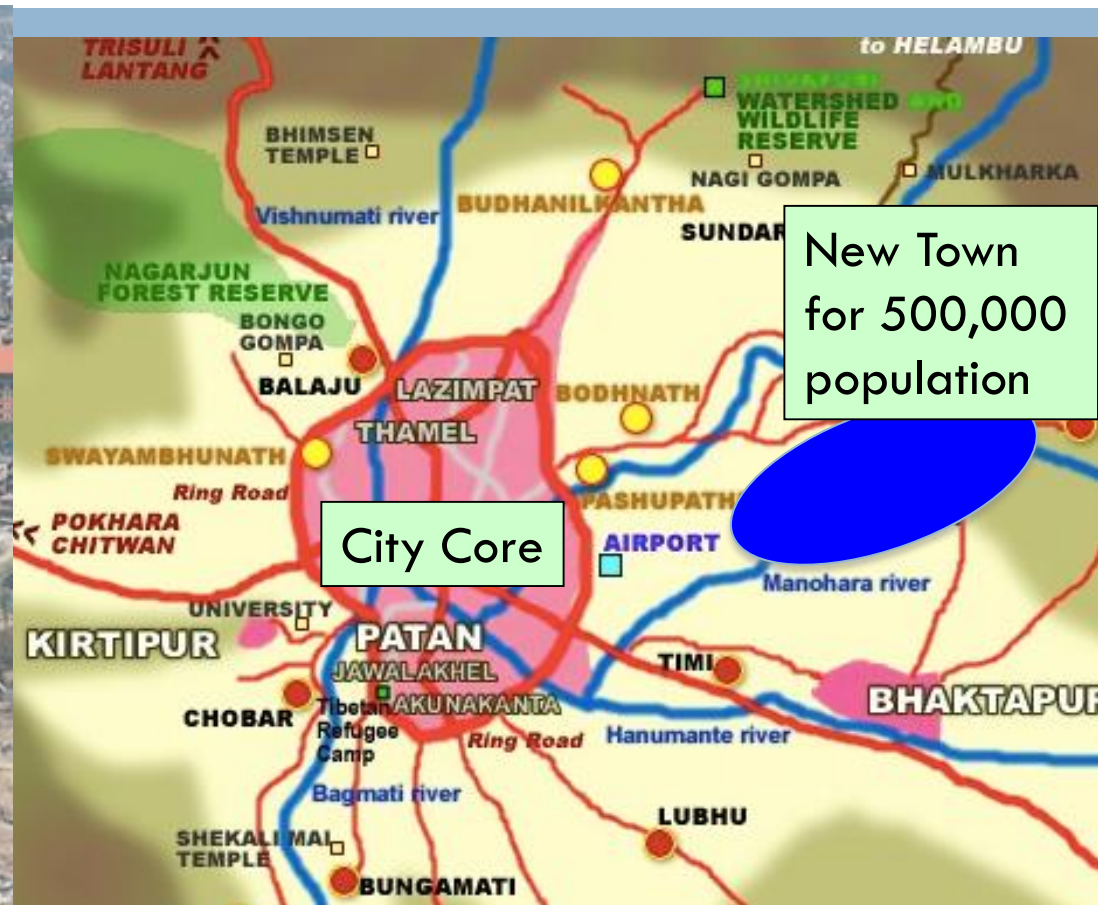 TRISULI
LANTANG
to HELAMBU
WATERSHED AND
WILDLIFE
RESERVE
BHIMSEN
TEMPLE
NAGI GOMPA
MULKHARKA
BUDHANILKANTHA
Vishnumati river
SUNDAR
New Town
for 500,000
population
NAGARJUN
FOREST RESERVE
BONGO
GOMPA
BALAJU
LAZIMPAT
BODHNATH
THAMEL
SWAYAMBHUNATH
Ring Road
PASHUPATH
<< POKHARA
CHITWAN
City Core
AIRPORT
Manohara river
UNIVERSITY
KIRTIPUR
PATAN
JAWALAKHEL
TIMI
AKUNAKANTA
BHAKTAPUR
CHOBAR
Tibetan
Refugee
Camp
Ring Road
Hanumante river
Bagmati river
LUBHU
SHEKALI MAI
TEMPLE
BUNGAMATI